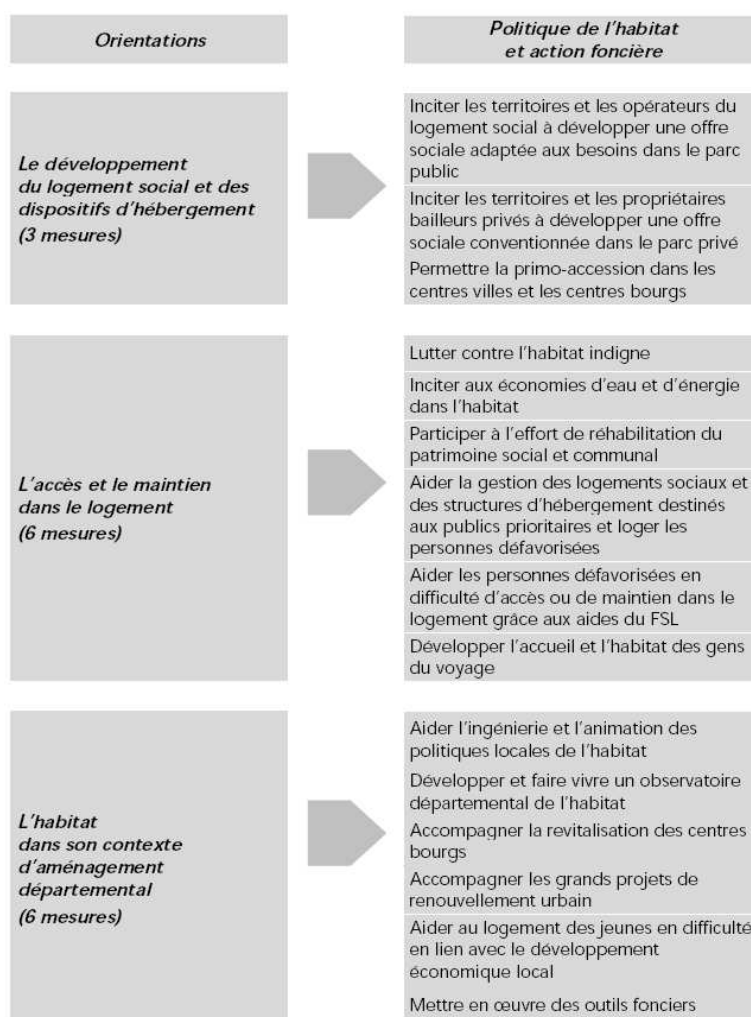 Orientations
Politique de l'habitat
et action foncière
Le développement
du logement social et des
dispositifs d'hébergement
(3 mesures)
Inciter les territoires et les opérateurs du
logement social à développer une offre
sociale adaptée aux besoins dans le parc
public
Inciter les territoires et les propriétaires
bailleurs privés à développer une offre
sociale conventionnée dans le parc privé
Permettre la primo-accession dans les
centres villes et les centres bourgs
L'accès et le maintien
dans le logement
(6 mesures)
Lutter contre l'habitat indigne
Inciter aux économies d'eau et d'énergie
dans l'habitat
Participer à l'effort de réhabilitation du
patrimoine social et communal
Aider la gestion des logements sociaux et
des structures d'hébergement destinés
aux publics prioritaires et loger les
personnes défavorisées
Aider les personnes défavorisées en
difficulté d'accès ou de maintien dans le
logement grâce aux aides du FSL
Développer l'accueil et l'habitat des gens
du voyage
L'habitat
dans son contexte
d'aménagement
départemental
(6 mesures)
Aider l'ingénierie et l'animation des
politiques locales de l'habitat
Développer et faire vivre un observatoire
départemental de l'habitat
Accompagner la revitalisation des centres
bourgs
Accompagner les grands projets de
renouvellement urbain
Aider au logement des jeunes en difficulté
en lien avec le développement
économique local
Mettre en œuvre des outils fonciers